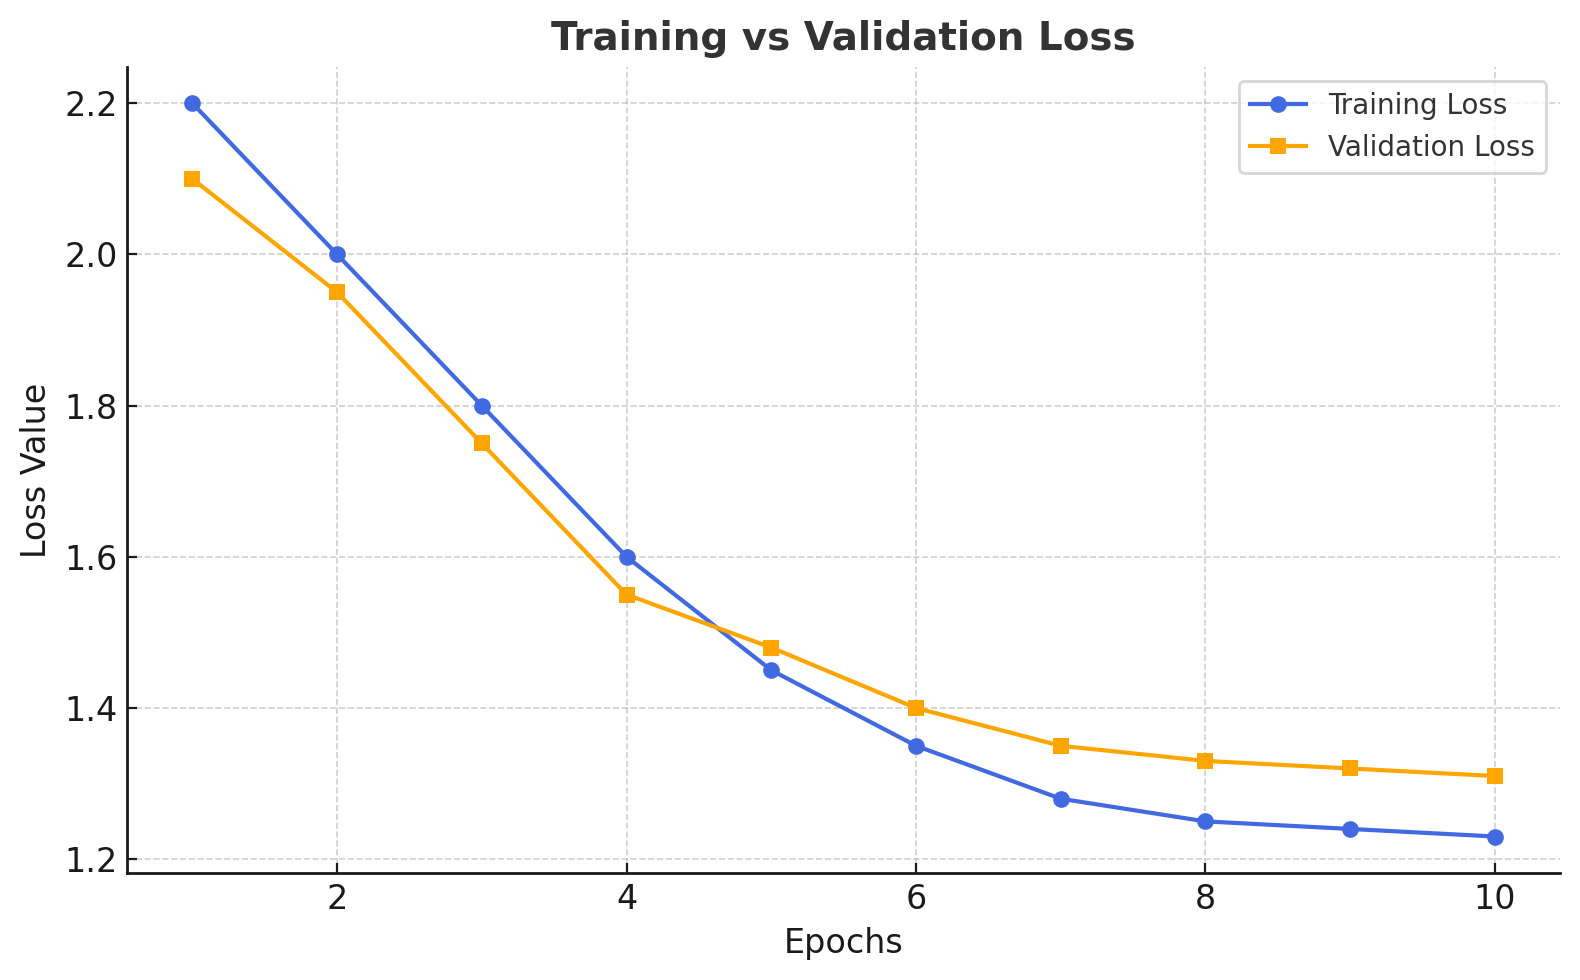 Training vs Validation Loss
Training Loss
Validation Loss
2.2
2.0
1.8
1.6
1.4
1.2
Loss Value
2 4 6 8 10
Epochs